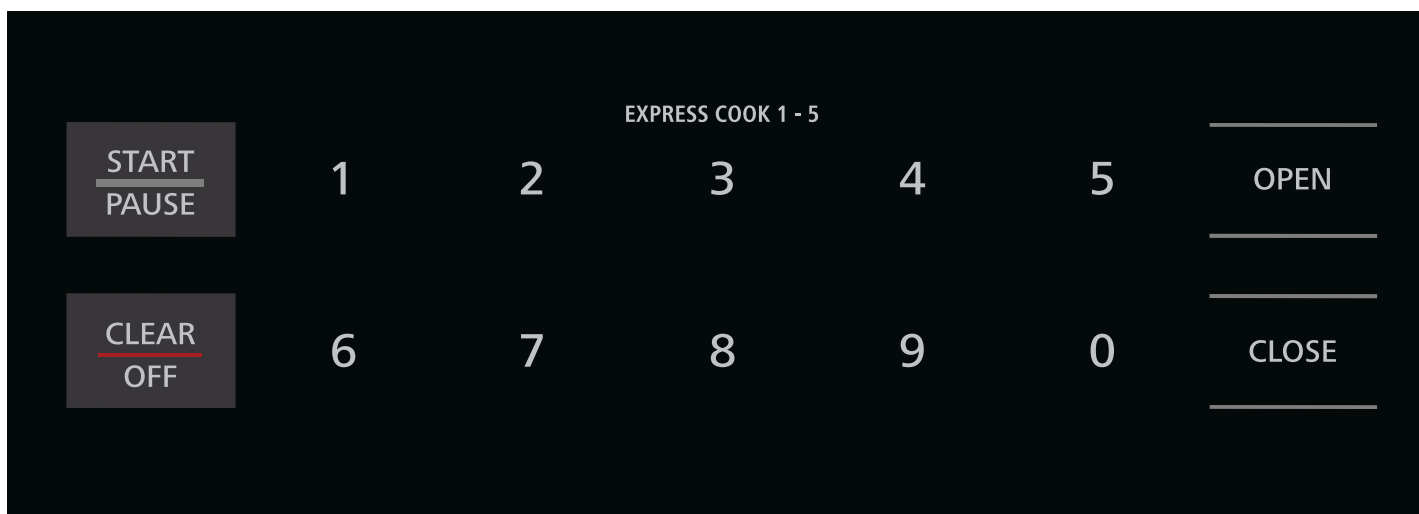 EXPRESS COOK 1 - 5
START
PAUSE
1 2 3 4 5
OPEN
CLEAR
OFF
6 7 8 9 0
CLOSE